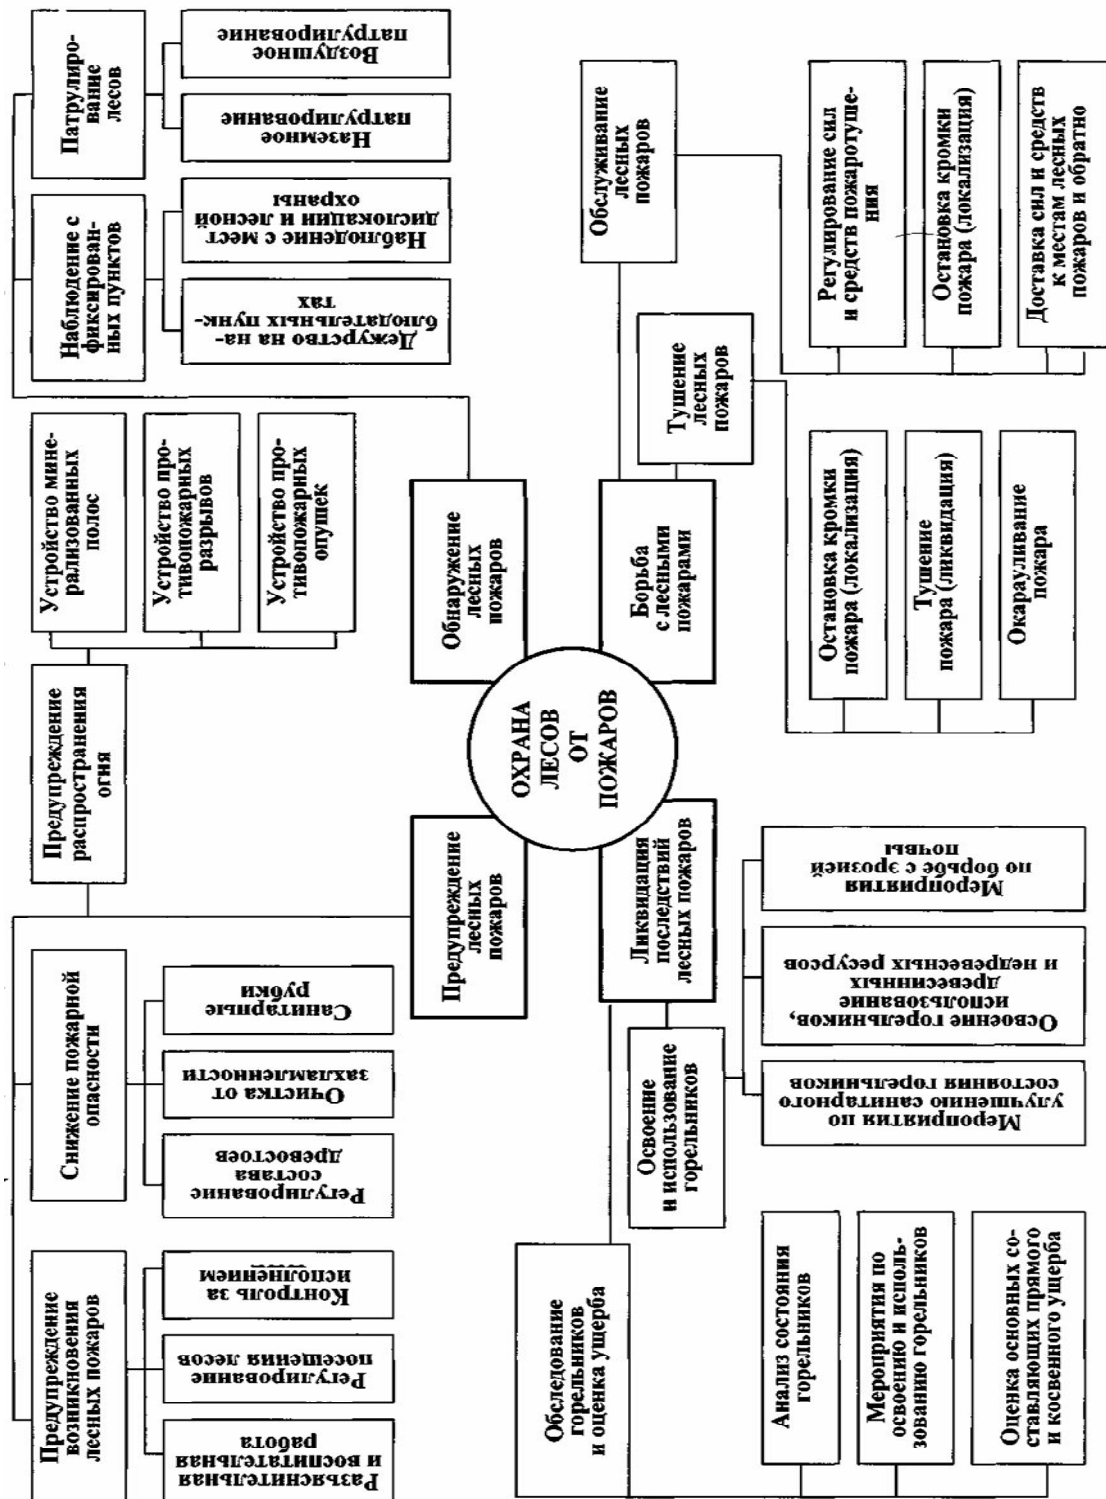 Предупреждение
возникновения
лесных пожаров
Разъяснительная
и воспитательная
работа
Регулирование
посещения лесов
Контроль за
исполнением
Снижение пожарной
опасности
Регулирование
состава
древостоев
Очистка от
захламленности
Санитарные
рубки
Предупреждение
распространения
огня
Устройство мине-
рализованных
полос
Устройство про-
тивопожарных
разрывов
Устройство про-
тивопожарных
опушек
Наблюдение с
фиксирован-
ных пунктов
Дежурство на на-
блюдательных пунк-
тах
Наблюдение с мест
дислокации и лесной
охраны
Патрулиро-
вание
лесов
Наземное
патрулирование
Воздушное
патрулирование
Предупреждение
лесных
пожаров
Обнаружение
лесных
пожаров
ОХРАНА
ЛЕСОВ
ОТ
ПОЖАРОВ
Ликвидация
последствий
лесных пожаров
Борьба
с лесными
пожарами
Обследование
горельников
и оценка ущерба
Освоение
и использование
горельников
Тушение
лесных
пожаров
Обслуживание
лесных
пожаров
Анализ состояния
горельников
Мероприятия по
освоению и исполь-
зованию горельников
Оценка основных со-
ставляющих прямого
и косвенного ущерба
Мероприятия по
улучшению санитарного
состояния горельников
Освоение горельников,
использование
древесинных
и недревесных ресурсов
Мероприятия
по борьбе с эрозией
почвы
Остановка кромки
пожара (локализация)
Тушение
пожара (ликвидация)
Окарауливание
пожара
Регулирование сил
и средств пожаротуше-
ния
Остановка кромки
пожара (локализация)
Доставка сил и средств
к местам лесных
пожаров и обратно